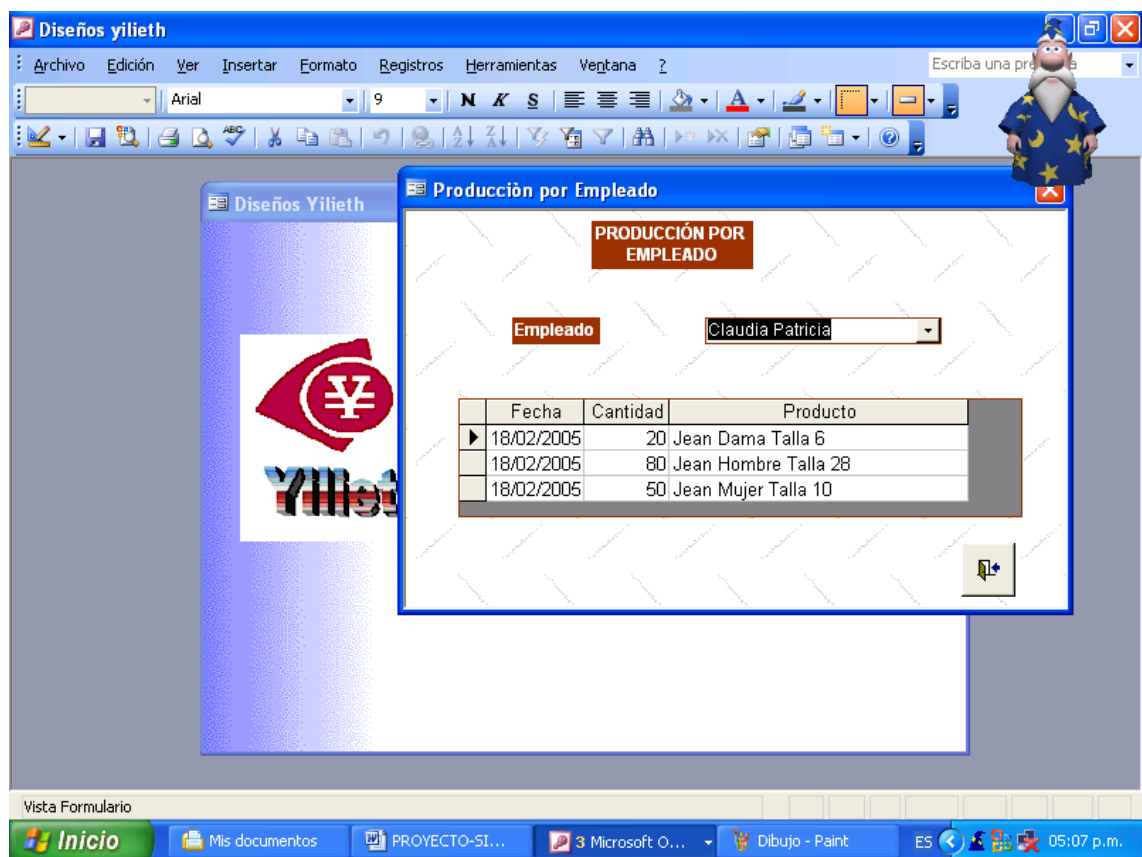 Diseños yilieth
Archivo Edición Ver Insertar Formato Registros Herramientas Ventana ?
Escriba una
Arial 9 N K S
ABC
Diseños Yilieth
Producciòn por Empleado
PRODUCCIÓN POR
EMPLEADO
Empleado Claudia Patricia
Fecha Cantidad Producto
18/02/2005 20 Jean Dama Talla 6
18/02/2005 80 Jean Hombre Talla 28
18/02/2005 50 Jean Mujer Talla 10
Vista Formulario
Inicio Mis documentos PROYECTO-SI... 3 Microsoft O... Dibujo - Paint ES 05:07 p.m.